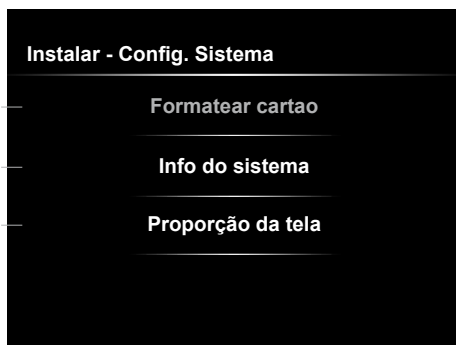 Instalar - Config. Sistema
Formatear cartao
Info do sistema
Proporção da tela